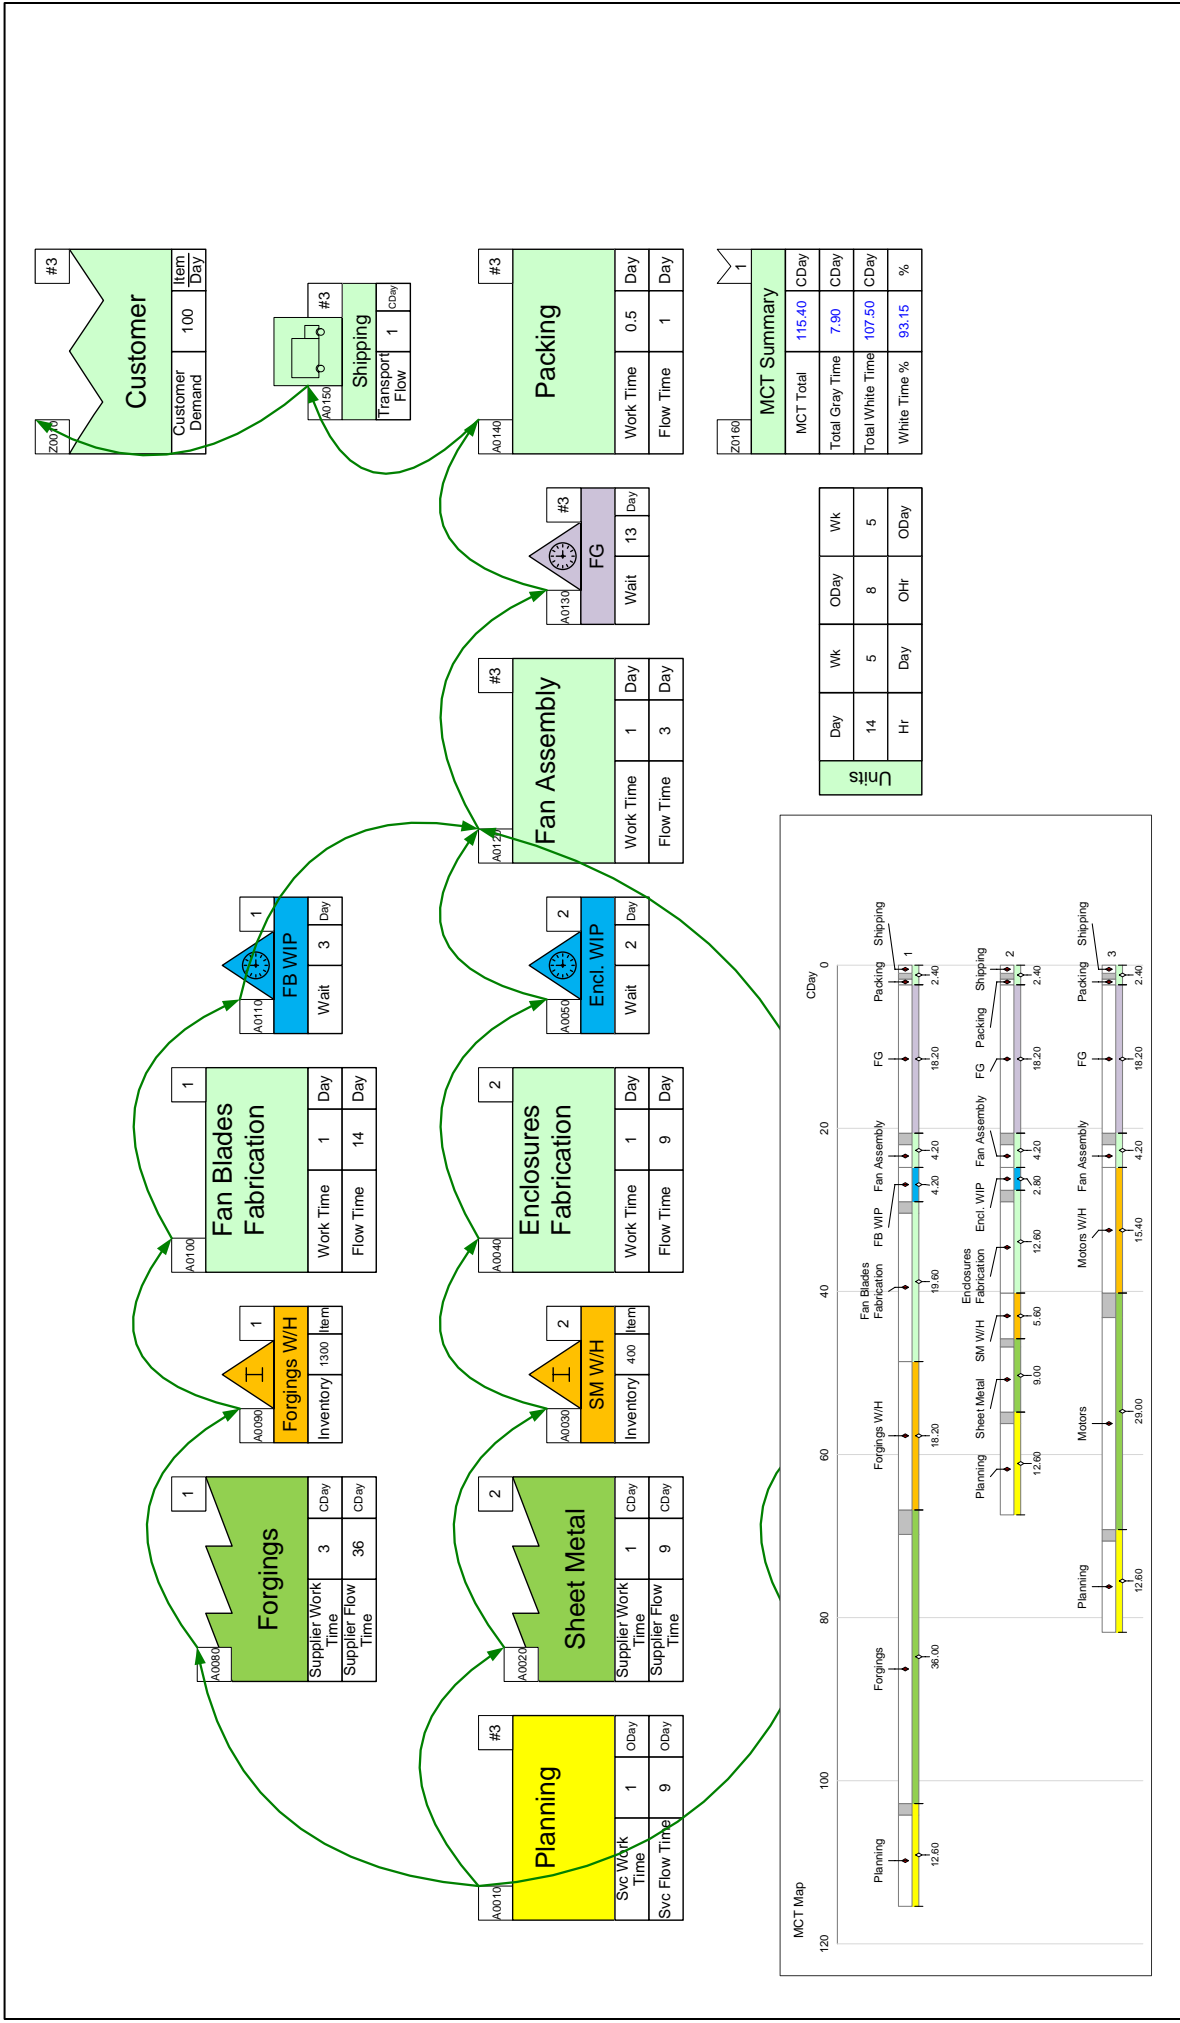 Z0010
#3
Customer
Customer
Demand
100
Item
Day
A0150
#3
Shipping
Transport
Flow
1
CDay
A0080
1
Forgings
Supplier Work
Time
3
CDay
Supplier Flow
Time
36
CDay
A0090
1
Forgings W/H
Inventory
1300
Item
A0100
1
Fan Blades
Fabrication
Work Time
1
Day
Flow Time
14
Day
A0110
1
FB WIP
Wait
3
Day
A0010
#3
Planning
Svc Work
Time
1
ODay
Svc Flow Time
9
ODay
A0020
2
Sheet Metal
Supplier Work
Time
1
CDay
Supplier Flow
Time
9
CDay
A0030
2
SM W/H
Inventory
400
Item
A0040
2
Enclosures
Fabrication
Work Time
1
Day
Flow Time
9
Day
A0050
2
Encl. WIP
Wait
2
Day
A0120
#3
Fan Assembly
Work Time
1
Day
Flow Time
3
Day
A0130
#3
FG
Wait
13
Day
A0140
#3
Packing
Work Time
0.5
Day
Flow Time
1
Day
Z0160
1
MCT Summary
MCT Total
115.40
CDay
Total Gray Time
7.90
CDay
Total White Time
107.50
CDay
White Time %
93.15
%
Units
Day
Wk
ODay
Wk
14
5
8
5
Hr
Day
OHr
ODay
MCT Map
CDay
120
100
80
60
40
20
0
Planning
Forgings
Forgings W/H
Fan Blades
Fabrication
FB WIP
Fan Assembly
FG
Packing
Shipping
1
12.60
36.00
18.20
19.60
4.20
4.20
18.20
2.40
Planning
Sheet Metal
SM W/H
Enclosures
Fabrication
Encl. WIP
Fan Assembly
FG
Packing
Shipping
2
12.60
9.00
5.60
12.60
2.80
4.20
18.20
2.40
Planning
Motors
Motors W/H
Fan Assembly
FG
Packing
Shipping
3
12.60
29.00
15.40
4.20
18.20
2.40